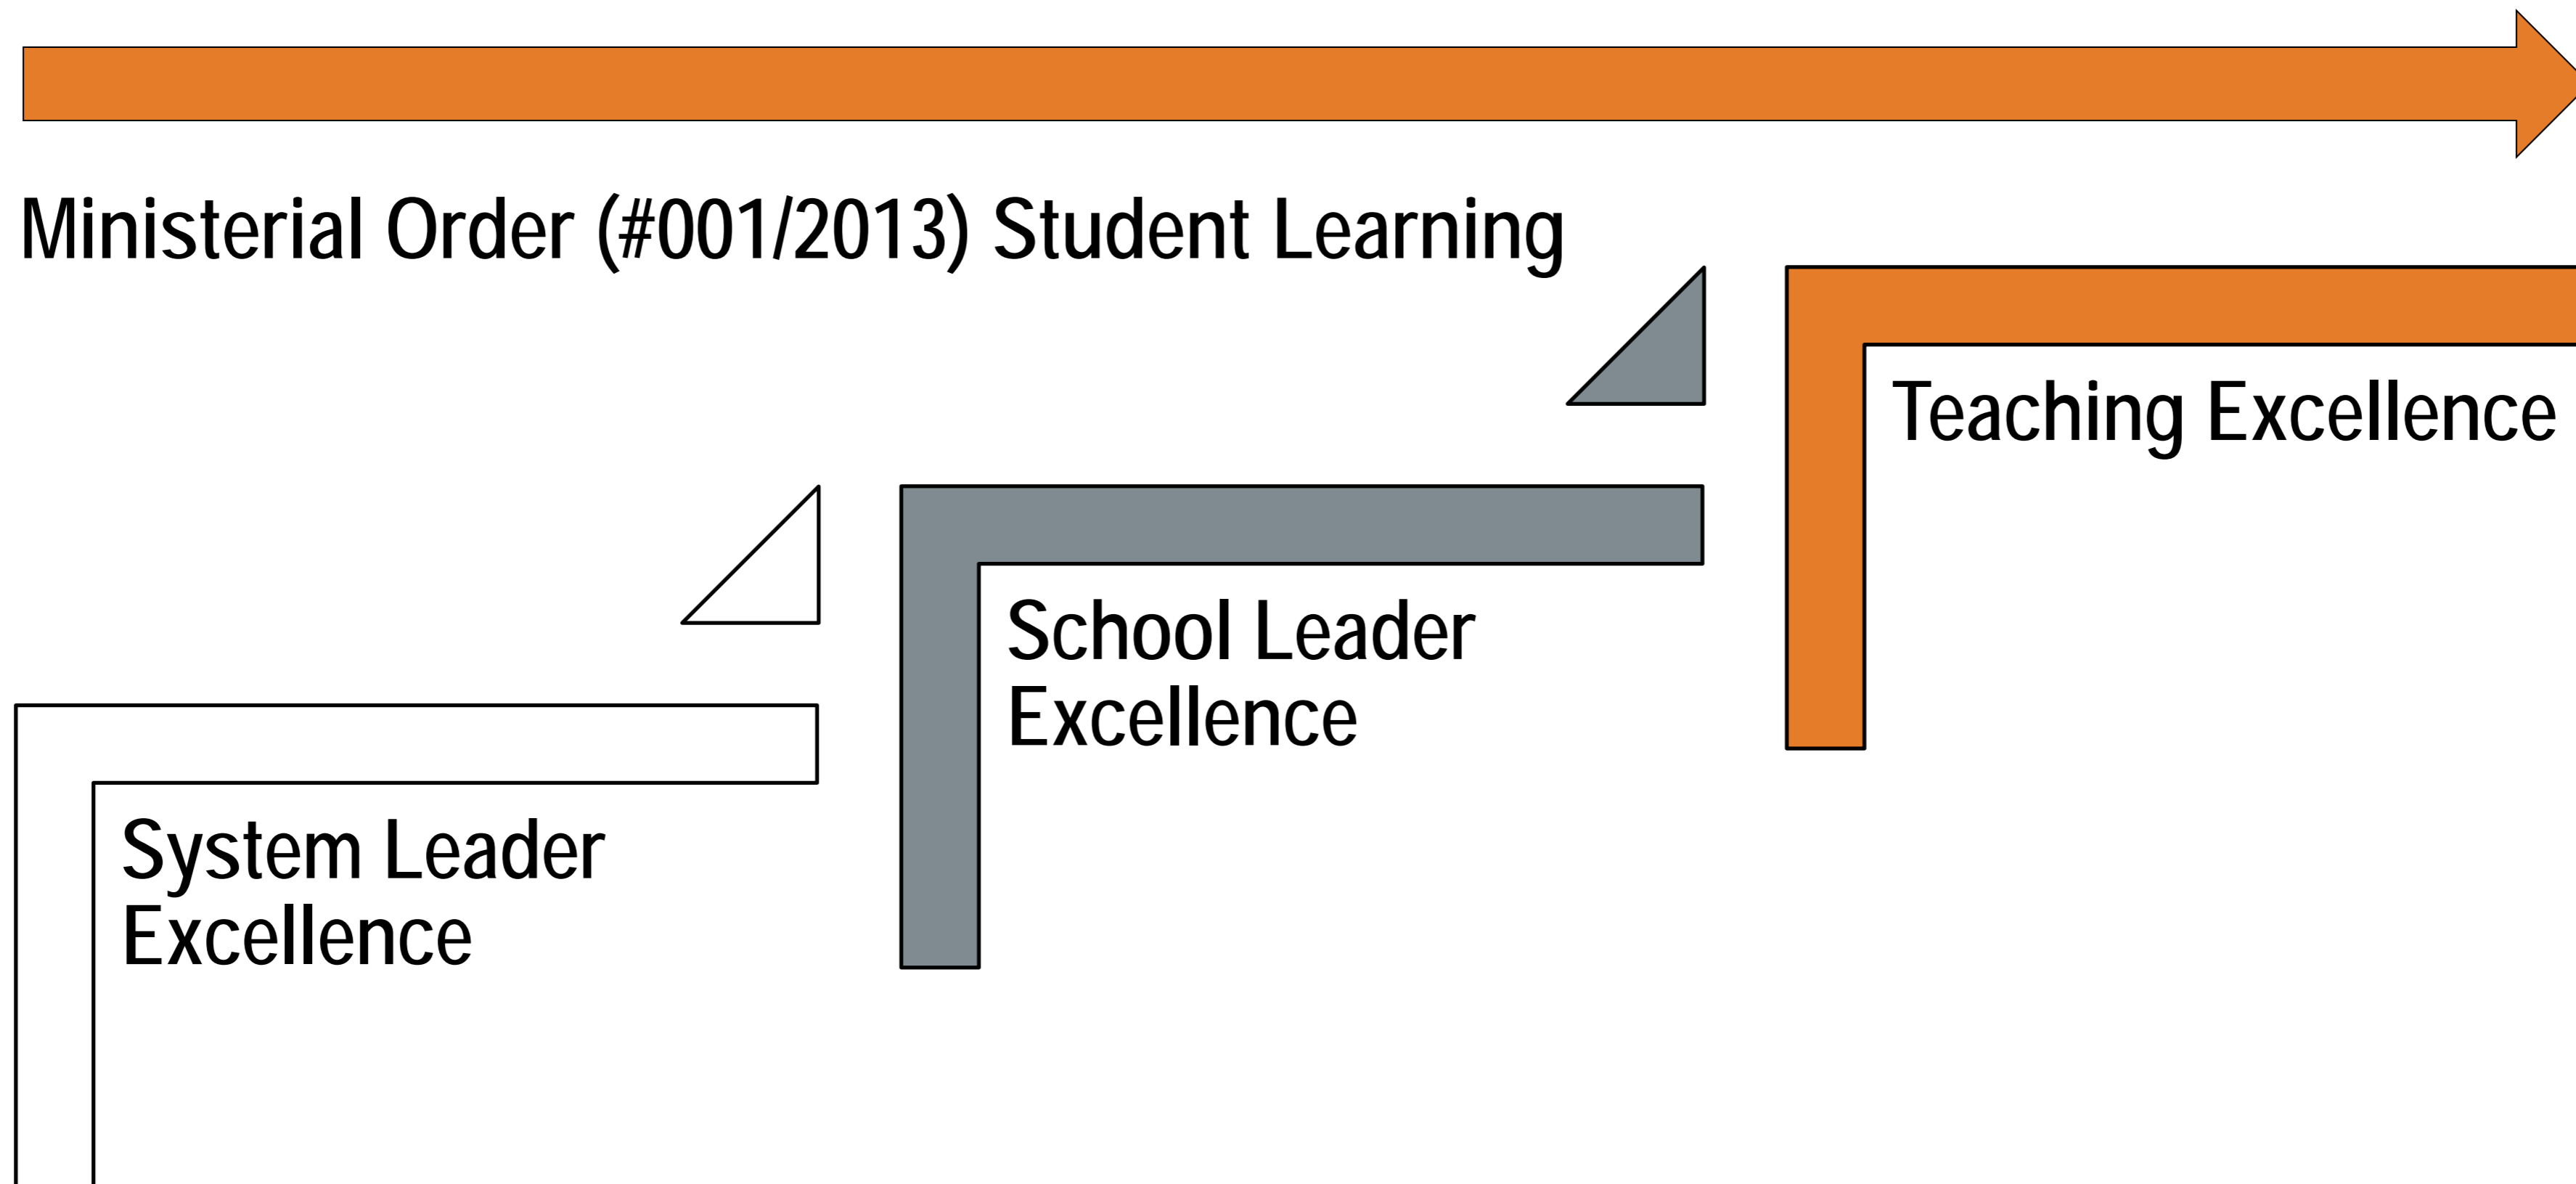 Ministerial Order (#001/2013) Student Learning
Teaching Excellence
School Leader
Excellence
System Leader
Excellence